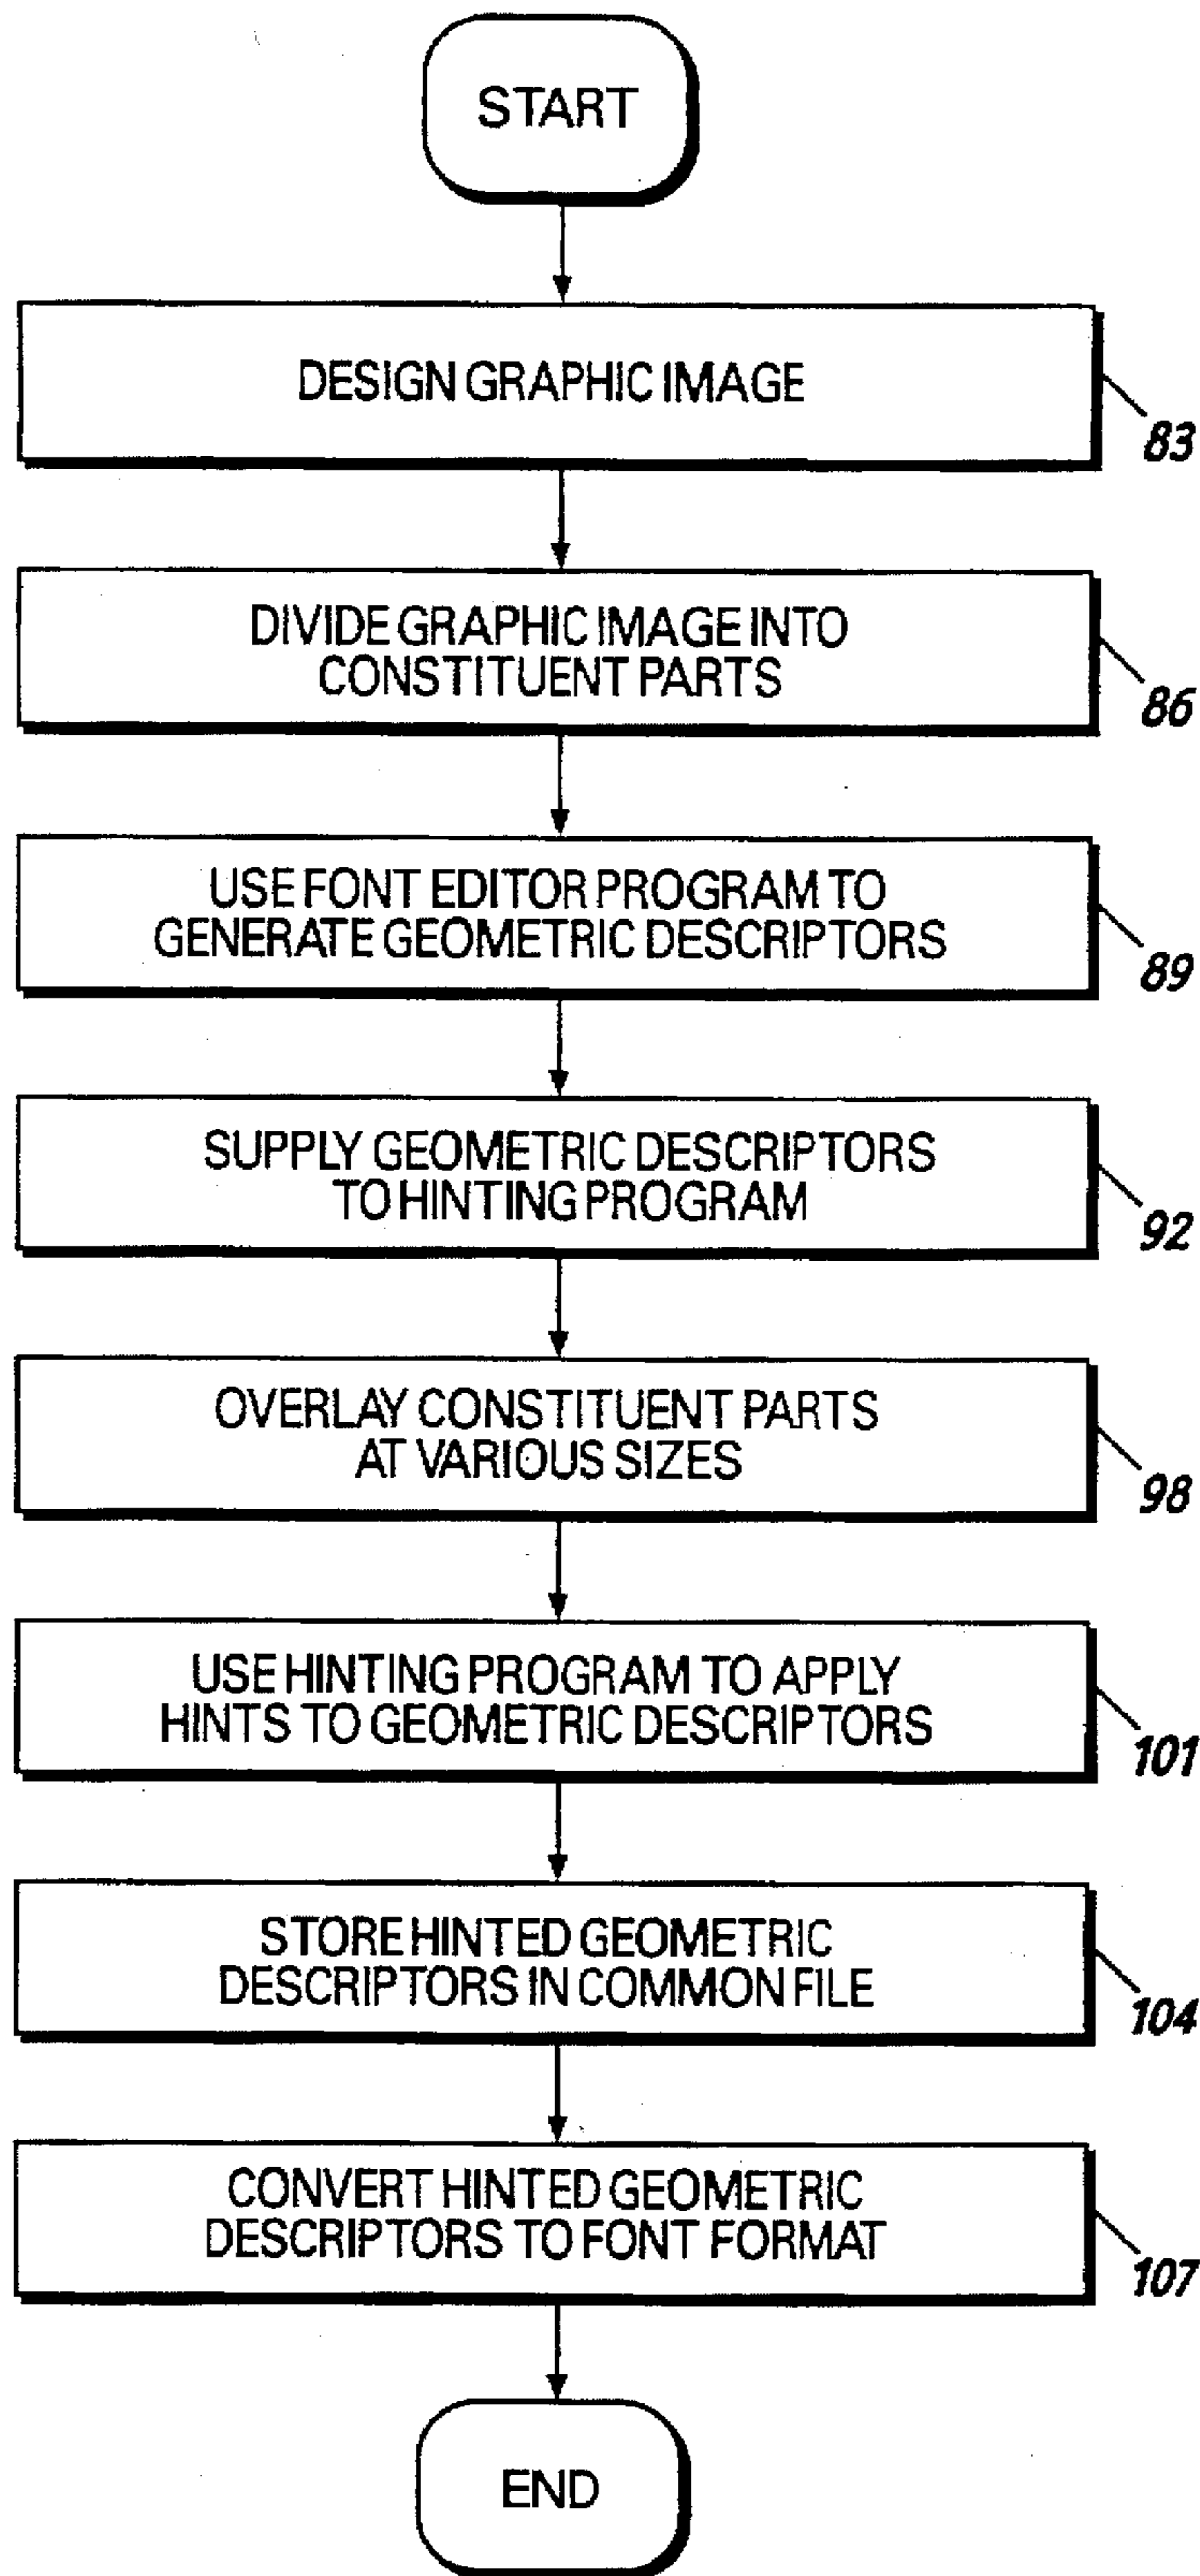 START
DESIGN GRAPHIC IMAGE
83
DIVIDE GRAPHIC IMAGE INTO
CONSTITUENT PARTS
86
USE FONT EDITOR PROGRAM TO
GENERATE GEOMETRIC DESCRIPTORS
89
SUPPLY GEOMETRIC DESCRIPTORS
TO HINTING PROGRAM
92
OVERLAY CONSTITUENT PARTS
AT VARIOUS SIZES
98
USE HINTING PROGRAM TO APPLY
HINTS TO GEOMETRIC DESCRIPTORS
101
STORE HINTED GEOMETRIC
DESCRIPTORS IN COMMON FILE
104
CONVERT HINTED GEOMETRIC
DESCRIPTORS TO FONT FORMAT
107
END